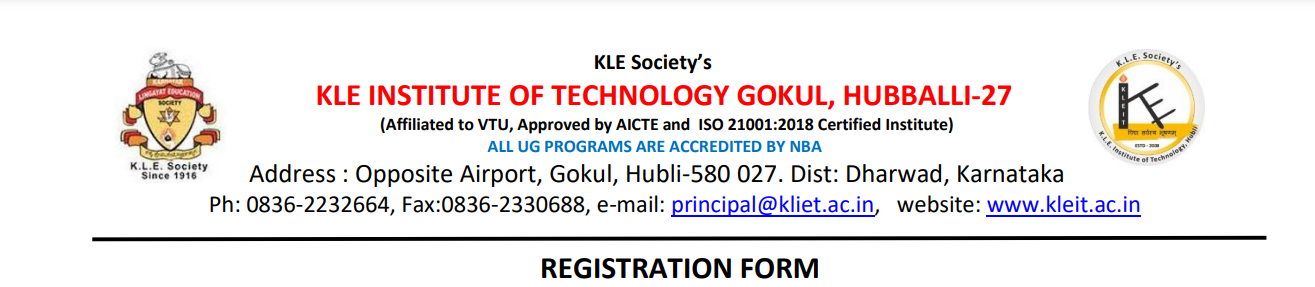 KLE Society's
KLE INSTITUTE OF TECHNOLOGY GOKUL, HUBBALLI-27
(Affiliated to VTU, Approved by AICTE and ISO 21001:2018 Certified Institute)
ALL UG PROGRAMS ARE ACCREDITED BY NBA
LINGAYAT EDUCATION
SOCIETY
K.L.E. Society
Since 1916
K.L.E. Society's
KLEIT
ESTD - 2008
K.L.E. Institute of Technology, Hubli
Address : Opposite Airport, Gokul, Hubli-580 027. Dist: Dharwad, Karnataka
Ph: 0836-2232664, Fax:0836-2330688, e-mail: principal@kliet.ac.in, website: www.kleit.ac.in
REGISTRATION FORM